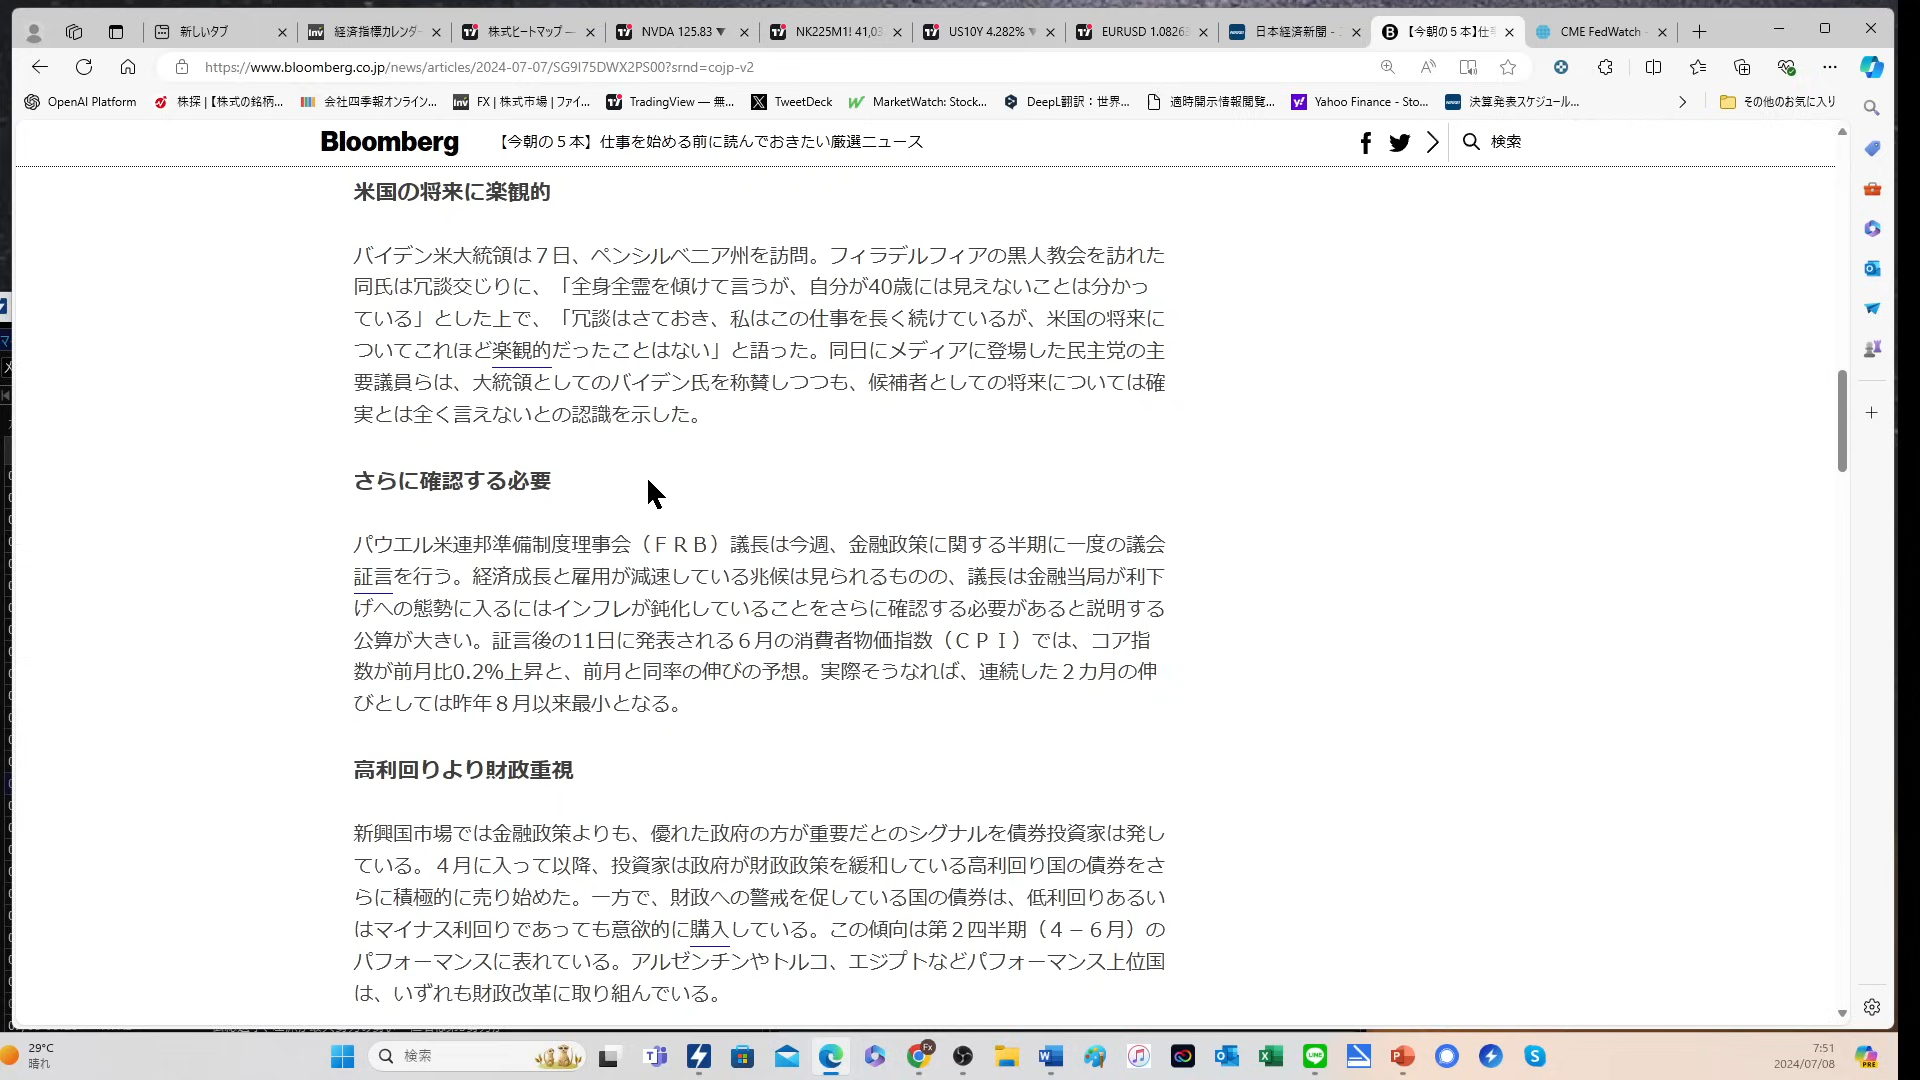 新しいタブ
経済指標カレンダ
株式ヒートマップ —
NVDA 125.83 ▼
NK225M1! 41,03
US10Y 4.282% ▼
EURUSD 1.0826
日本経済新聞 -
【今朝の５本】仕事
CME FedWatch
https://www.bloomberg.co.jp/news/articles/2024-07-07/SG9I75DWX2PS00?srnd=cojp-v2
OpenAI Platform
株探 | 【株式の銘柄...
会社四季報オンライン...
FX | 株式市場 | ファイ...
TradingView — 無...
TweetDeck
MarketWatch: Stock...
DeepL翻訳：世界...
適時開示情報閲覧...
Yahoo Finance - Sto...
決算発表スケジュール...
その他のお気に入り
Bloomberg
【今朝の５本】仕事を始める前に読んでおきたい厳選ニュース
検索
米国の将来に楽観的
バイデン米大統領は７日、ペンシルベニア州を訪問。フィラデルフィアの黒人教会を訪れた
同氏は冗談交じりに、「全身全霊を傾けて言うが、自分が40歳には見えないことは分かっ
ている」とした上で、「冗談はさておき、私はこの仕事を長く続けているが、米国の将来に
ついてこれほど楽観的だったことはない」と語った。同日にメディアに登場した民主党の主
要議員らは、大統領としてのバイデン氏を称賛しつつも、候補者としての将来については確
実とは全く言えないとの認識を示した。
さらに確認する必要
パウエル米連邦準備制度理事会（ＦＲＢ）議長は今週、金融政策に関する半期に一度の議会
証言を行う。経済成長と雇用が減速している兆候は見られるものの、議長は金融当局が利下
げへの態勢に入るにはインフレが鈍化していることをさらに確認する必要があると説明する
公算が大きい。証言後の11日に発表される６月の消費者物価指数（ＣＰＩ）では、コア指
数が前月比0.2%上昇と、前月と同率の伸びの予想。実際そうなれば、連続した２カ月の伸
びとしては昨年８月以来最小となる。
高利回りより財政重視
新興国市場では金融政策よりも、優れた政府の方が重要だとのシグナルを債券投資家は発し
ている。４月に入って以降、投資家は政府が財政政策を緩和している高利回り国の債券をさ
らに積極的に売り始めた。一方で、財政への警戒を促している国の債券は、低利回りあるい
はマイナス利回りであっても意欲的に購入している。この傾向は第２四半期（４－６月）の
パフォーマンスに表れている。アルゼンチンやトルコ、エジプトなどパフォーマンス上位国
は、いずれも財政改革に取り組んでいる。
29°C
晴れ
検索
7:51
2024/07/08